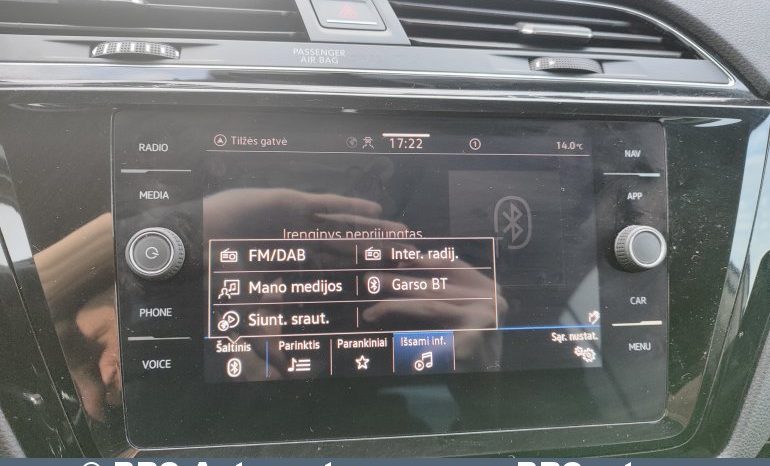 PASSENGER
AIR BAG
RADIO
MEDIA
PHONE
VOICE
Tilžės gatvė
17:22
1
14.0°C
Įrenginys neprijungtas
FM/DAB
Inter. radij.
Mano medijos
Garso BT
Siunt. sraut.
Šaltinis
Parinktis
Parankiniai
Išsami inf.
Sąr. nustat.
NAV
APP
CAR
MENU